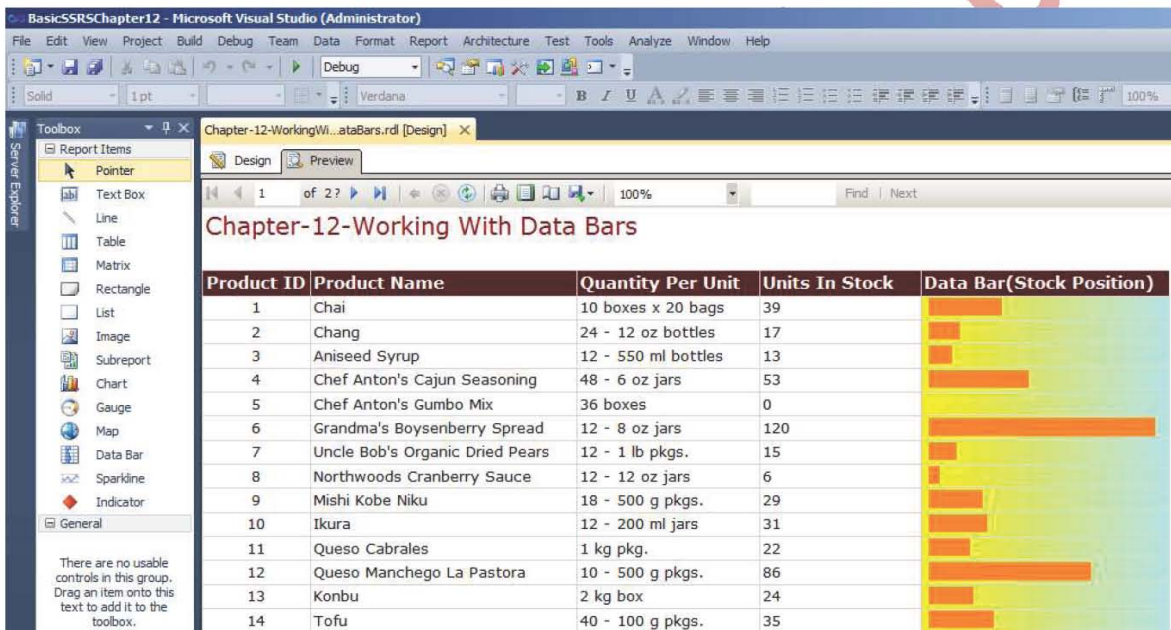 BasicSSRSChapter12 - Microsoft Visual Studio (Administrator)
File Edit View Project Build Debug Team Data Format Report Architecture Test Tools Analyze Window Help
Debug
Solid 1 pt Verdana B I U A 100%
Server Explorer
Toolbox
Report Items
Pointer
ab Text Box
Line
Table
Matrix
Rectangle
List
Image
Subreport
Chart
Gauge
Map
Data Bar
Sparkline
Indicator
General
There are no usable
controls in this group.
Drag an item onto this
text to add it to the
toolbox.
Chapter-12-WorkingWi...ataBars.rdl [Design]
Design Preview
1 of 2? 100% Find | Next
Chapter-12-Working With Data Bars
Product ID Product Name Quantity Per Unit Units In Stock Data Bar(Stock Position)
1 Chai 10 boxes x 20 bags 39
2 Chang 24 - 12 oz bottles 17
3 Aniseed Syrup 12 - 550 ml bottles 13
4 Chef Anton's Cajun Seasoning 48 - 6 oz jars 53
5 Chef Anton's Gumbo Mix 36 boxes 0
6 Grandma's Boysenberry Spread 12 - 8 oz jars 120
7 Uncle Bob's Organic Dried Pears 12 - 1 lb pkgs. 15
8 Northwoods Cranberry Sauce 12 - 12 oz jars 6
9 Mishi Kobe Niku 18 - 500 g pkgs. 29
10 Ikura 12 - 200 ml jars 31
11 Queso Cabrales 1 kg pkg. 22
12 Queso Manchego La Pastora 10 - 500 g pkgs. 86
13 Konbu 2 kg box 24
14 Tofu 40 - 100 g pkgs. 35